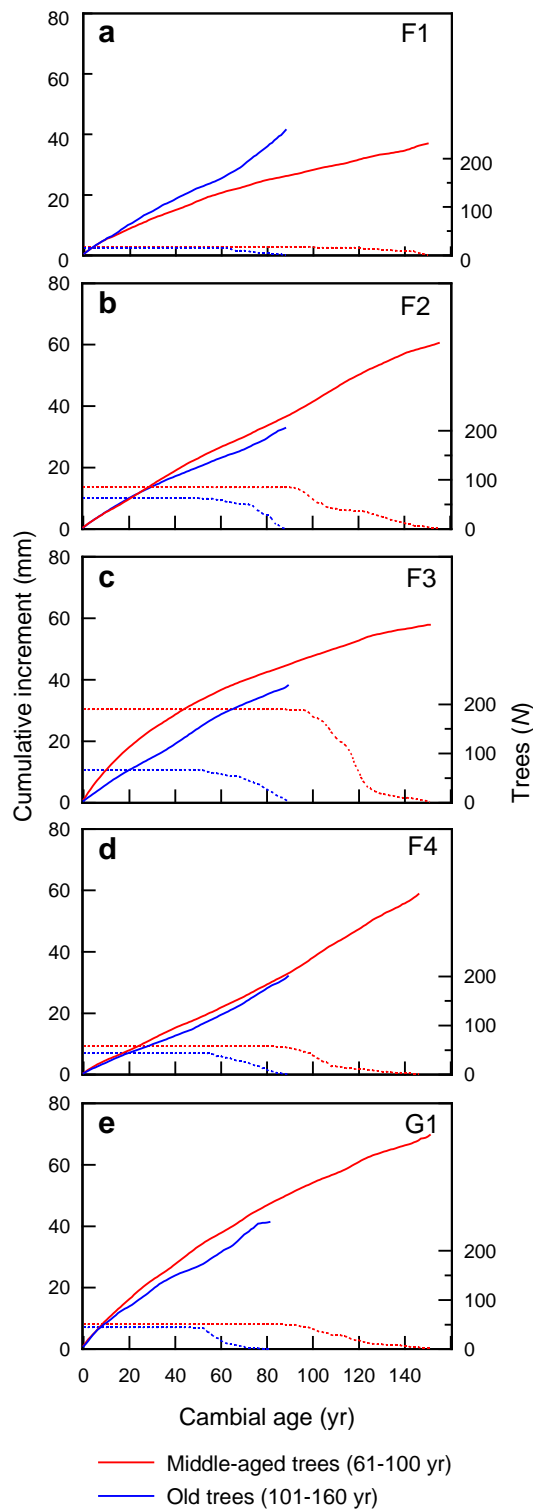 80
a
F1
60
40
200
20
100
0
0
80
b
F2
60
40
200
20
100
0
0
80
c
F3
60
40
200
20
100
0
0
80
d
F4
60
40
200
20
100
0
0
80
e
G1
60
40
200
20
100
0
0
0 20 40 60 80 100 120 140
Cumulative increment (mm)
Trees (N)
Cambial age (yr)
Middle-aged trees (61-100 yr)
Old trees (101-160 yr)